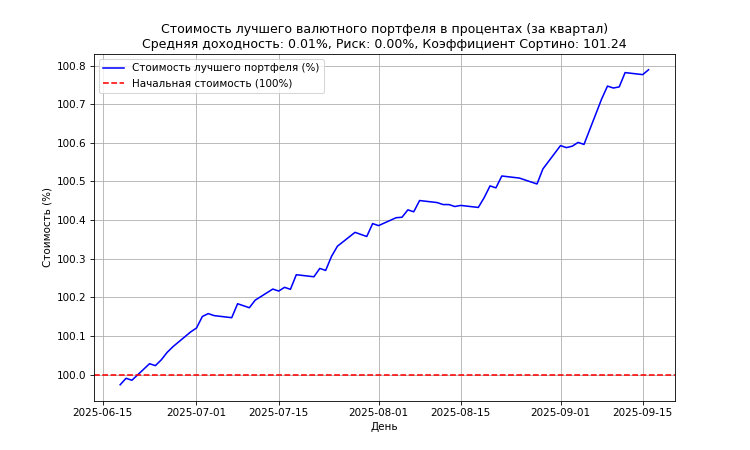 Стоимость лучшего валютного портфеля в процентах (за квартал)
Средняя доходность: 0.01%, Риск: 0.00%, Коэффициент Сортино: 101.24
Стоимость лучшего портфеля (%)
Начальная стоимость (100%)
Стоимость (%)
100.8
100.7
100.6
100.5
100.4
100.3
100.2
100.1
100.0
2025-06-15
2025-07-01
2025-07-15
2025-08-01
2025-08-15
2025-09-01
2025-09-15
День